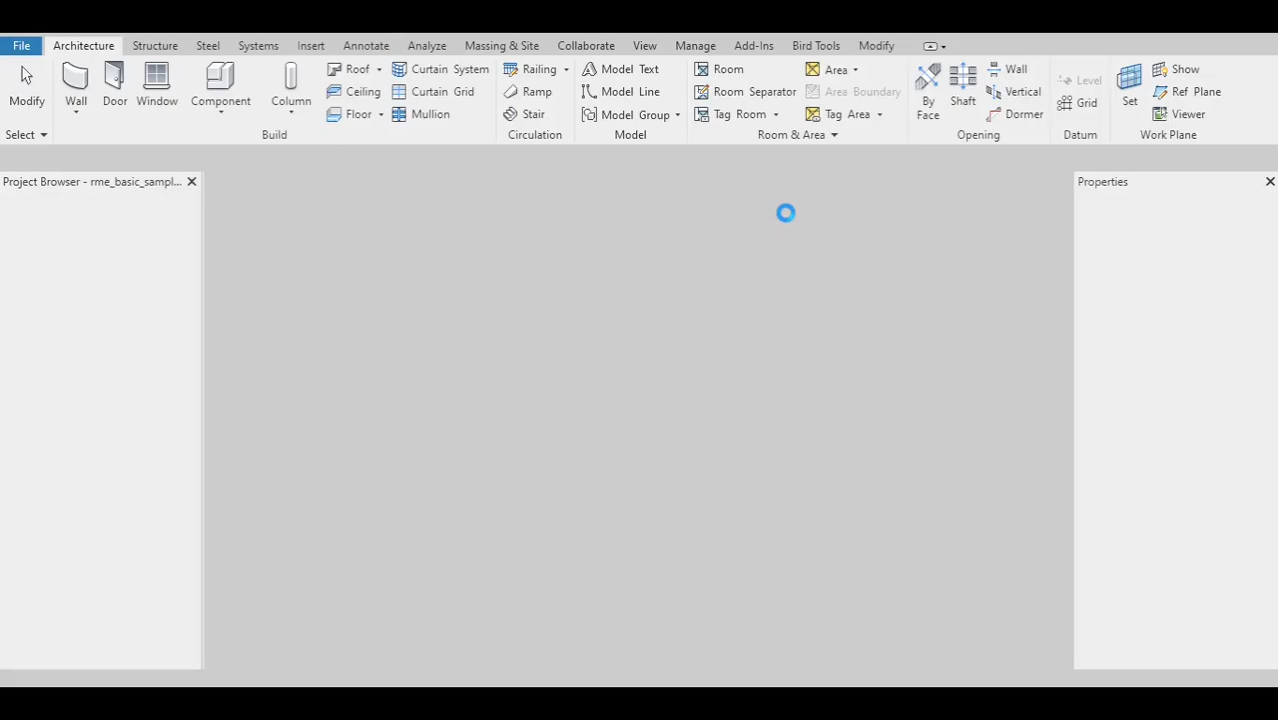 File Architecture Structure Steel Systems Insert Annotate Analyze Massing & Site Collaborate View Manage Add-Ins Bird Tools Modify
Roof Curtain System Railing Model Text Room Area Wall Level Show
Modify Wall Door Window Component Column Ceiling Curtain Grid Ramp Model Line Room Separator Area Boundary By Face Shaft Vertical Grid Set Ref Plane
Floor Mullion Stair Model Group Tag Room Tag Area Dormer Viewer
Select Build Circulation Model Room & Area Opening Datum Work Plane
Project Browser - rme_basic_sampl... Properties